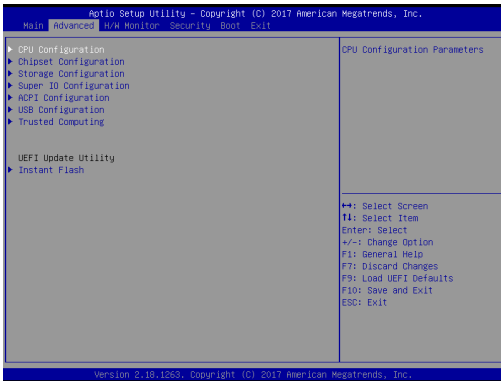 Aptio Setup Utility – Copyright (C) 2017 American Megatrends, Inc.
Main Advanced H/W Monitor Security Boot Exit
CPU Configuration
Chipset Configuration
Storage Configuration
Super IO Configuration
ACPI Configuration
USB Configuration
Trusted Computing
UEFI Update Utility
Instant Flash
CPU Configuration Parameters
↔: Select Screen
↑↓: Select Item
Enter: Select
+/-: Change Option
F1: General Help
F7: Discard Changes
F9: Load UEFI Defaults
F10: Save and Exit
ESC: Exit
Version 2.18.1263. Copyright (C) 2017 American Megatrends, Inc.